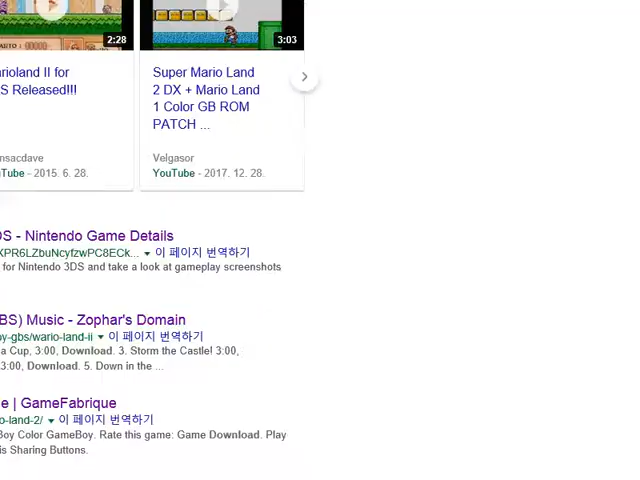 2:28
3:03
rioland II for
S Released!!!
Super Mario Land
2 DX + Mario Land
1 Color GB ROM
PATCH ...
nsacdave
Tube - 2015. 6. 28.
Velgasor
YouTube - 2017. 12. 28.
DS - Nintendo Game Details
XPR6LZbuNcyfzwPC8ECk... 이 페이지 번역하기
for Nintendo 3DS and take a look at gameplay screenshots
BS) Music - Zophar's Domain
oy-gbs/wario-land-ii 이 페이지 번역하기
a Cup, 3:00, Download. 3. Storm the Castle! 3:00,
3:00, Download. 5. Down in the ...
e | GameFabrique
o-land-2/ 이 페이지 번역하기
Boy Color GameBoy. Rate this game: Game Download. Play
is Sharing Buttons.